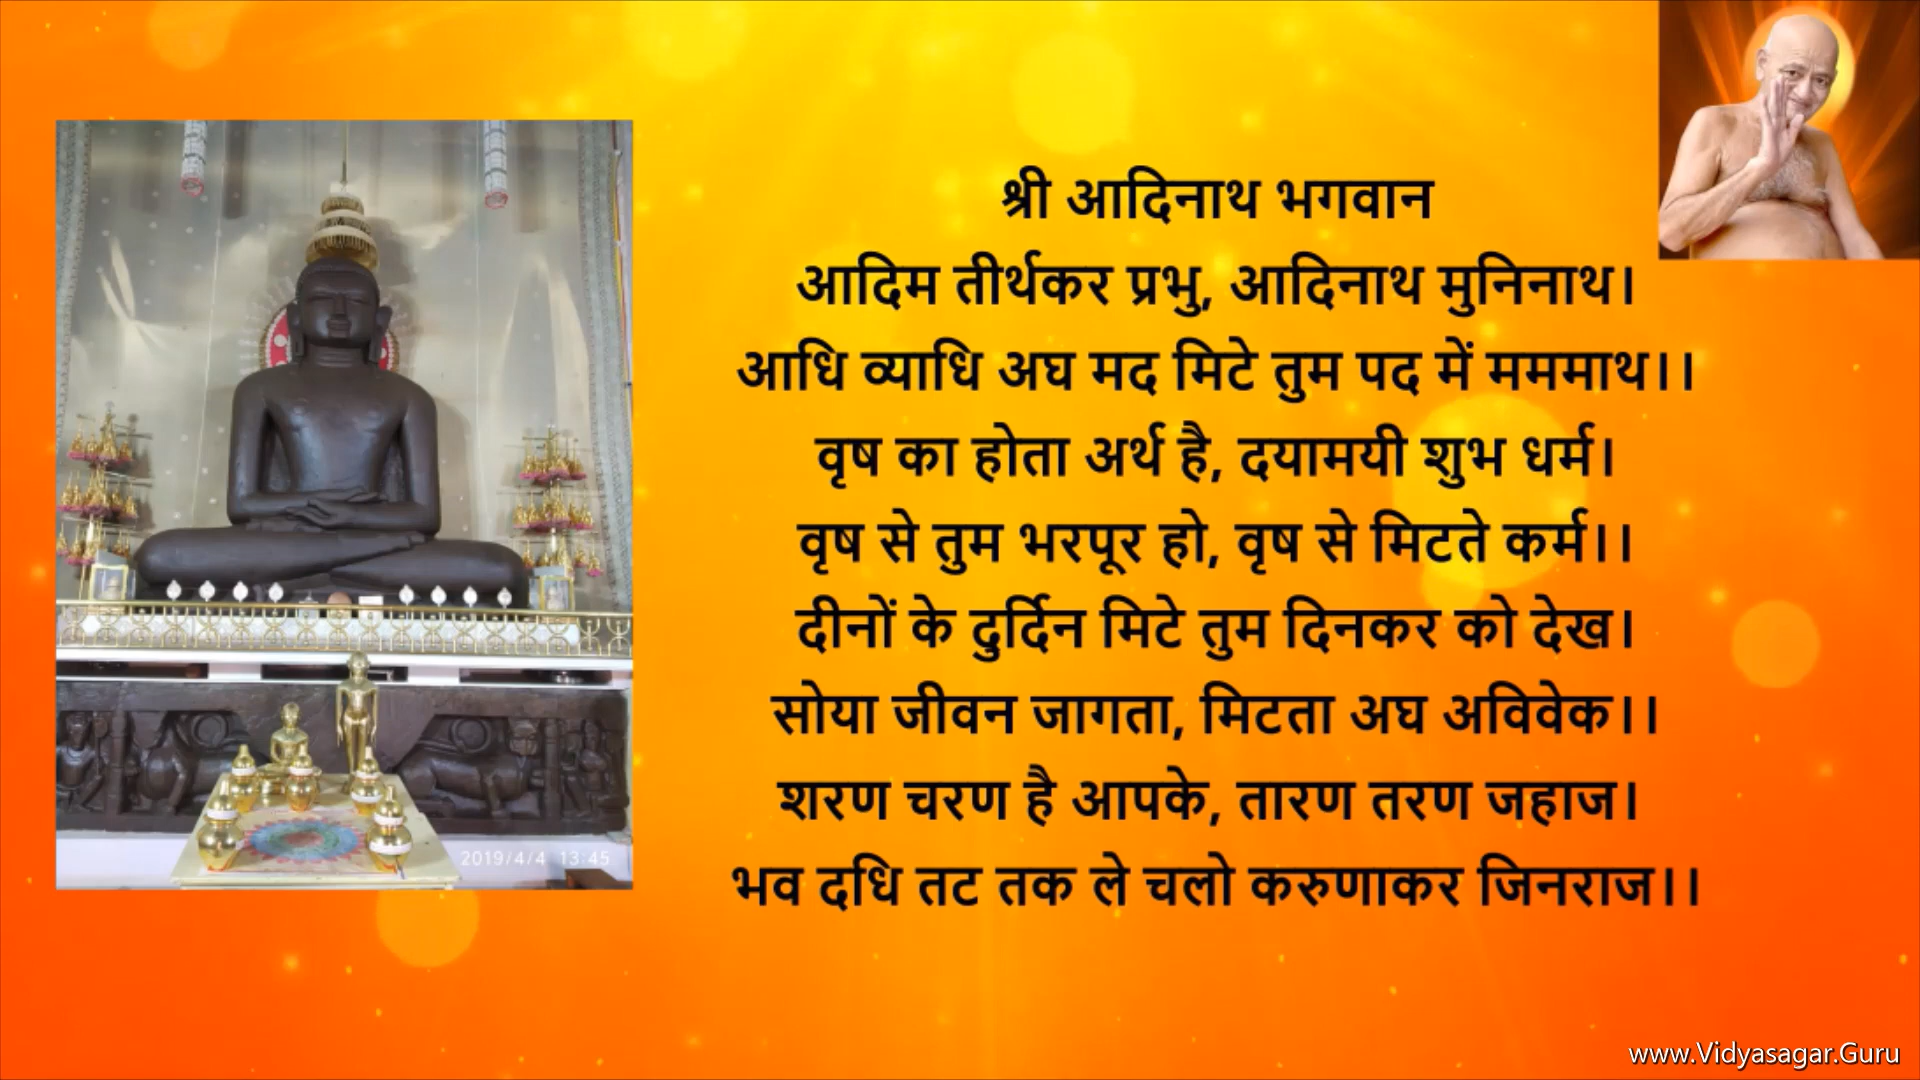 श्री आदिनाथ भगवान
आदिम तीर्थकर प्रभु, आदिनाथ मुनिनाथ।
आधि व्याधि अघ मद मिटे तुम पद में मममाथ।।
वृष का होता अर्थ है, दयामयी शुभ धर्म।
वृष से तुम भरपूर हो, वृष से मिटते कर्म।।
दीनों के दुर्दिन मिटे तुम दिनकर को देख।
सोया जीवन जागता, मिटता अघ अविवेक।।
शरण चरण है आपके, तारण तरण जहाज।
भव दधि तट तक ले चलो करुणाकर जिनराज।।
2019/4/4 13:45
www.Vidyasagar.Guru